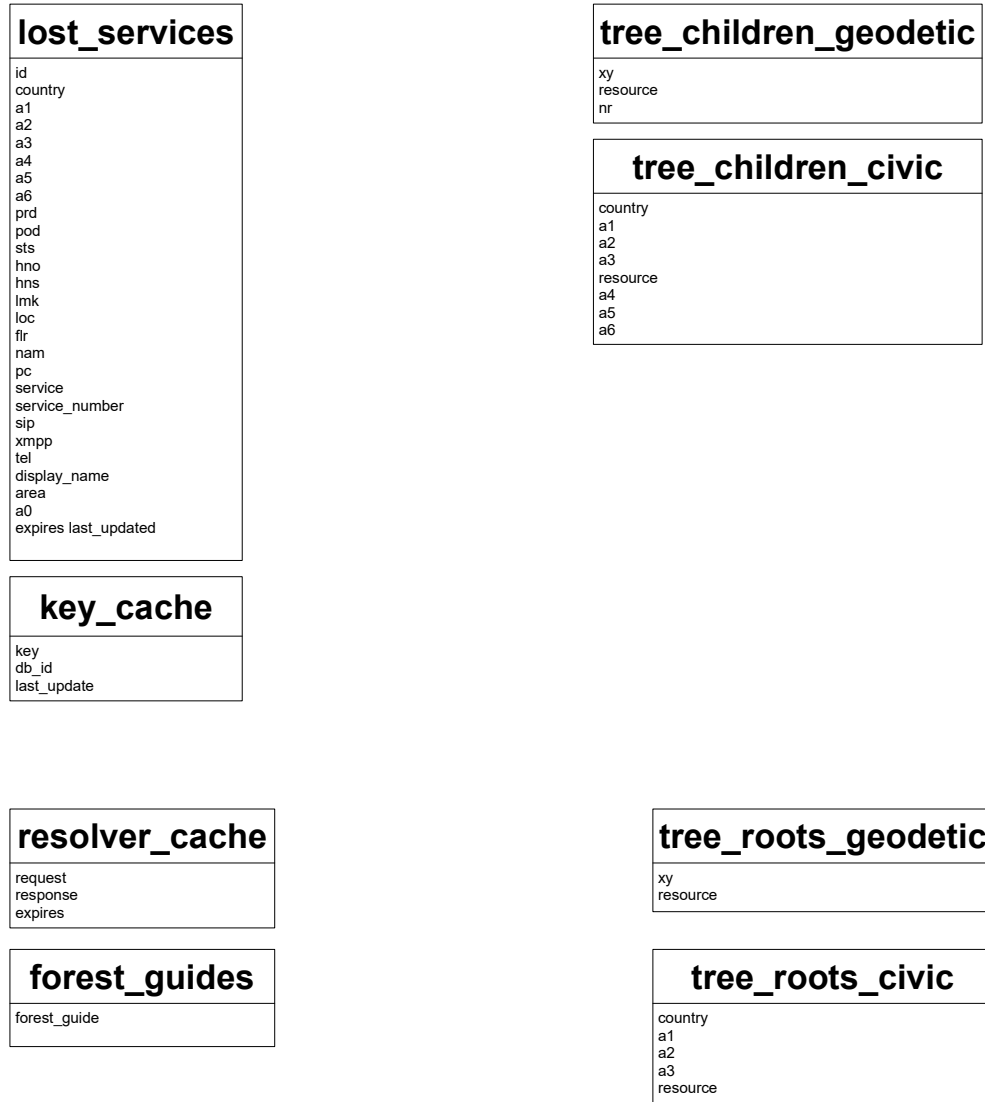 lost_services
id
country
a1
a2
a3
a4
a5
a6
prd
pod
sts
hno
hns
lmk
loc
flr
nam
pc
service
service_number
sip
xmpp
tel
display_name
area
a0
expires last_updated
key_cache
key
db_id
last_update
tree_children_geodetic
xy
resource
nr
tree_children_civic
country
a1
a2
a3
resource
a4
a5
a6
resolver_cache
request
response
expires
forest_guides
forest_guide
tree_roots_geodetic
xy
resource
tree_roots_civic
country
a1
a2
a3
resource